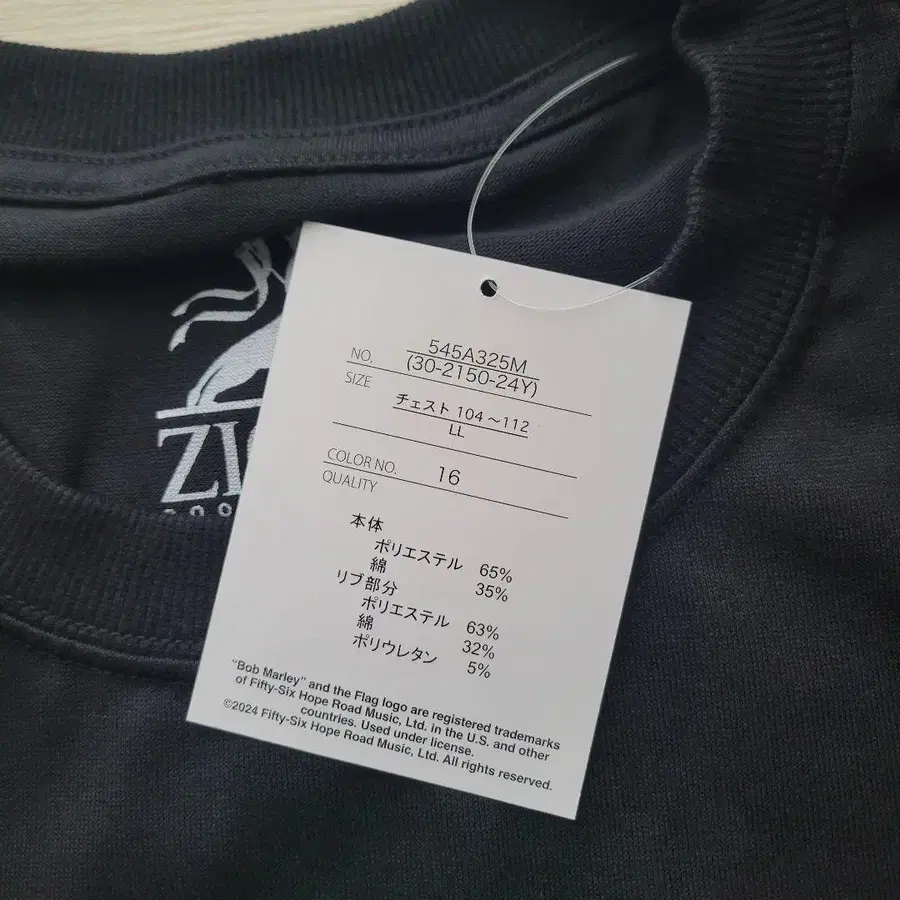 NO. 545A325M
(30-2150-24Y)
SIZE
チェスト 104～112
LL
COLOR NO. 16
QUALITY
本体
ポリエステル 65%
綿 35%
リブ部分
ポリエステル 63%
綿 32%
ポリウレタン 5%
"Bob Marley" and the Flag logo are registered trademarks
of Fifty-Six Hope Road Music, Ltd. in the U.S. and other
countries. Used under license.
©2024 Fifty-Six Hope Road Music, Ltd. All rights reserved.